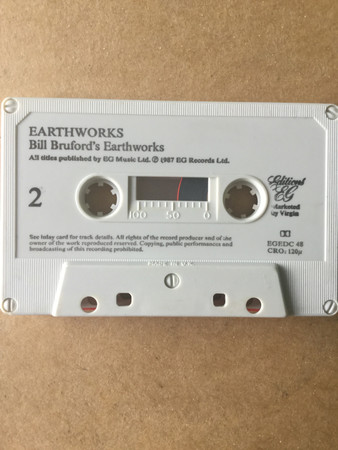 EARTHWORKS
Bill Bruford's Earthworks
All titles published by EG Music Ltd. Ⓟ 1987 EG Records Ltd.
Editions
EG
Marketed
by Virgin
2
100 50 0
See inlay card for track details. All rights of the record producer and of the
owner of the work reproduced reserved. Copying, public performances and
broadcasting of this recording prohibited.
EGEDC 48
CRO: 120µ